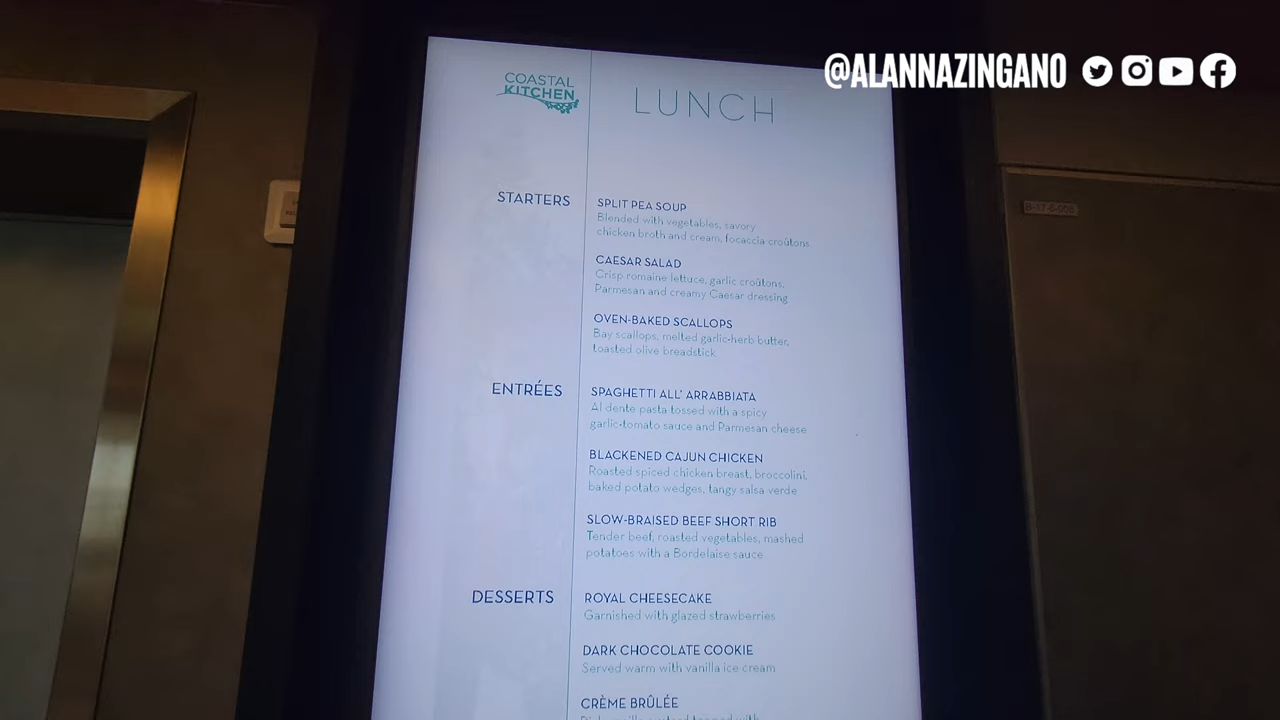 @ALANNAZINGANO
COASTAL
KITCHEN
LUNCH
STARTERS
SPLIT PEA SOUP
Blended with vegetables, savory
chicken broth and cream, focaccia croûtons
CAESAR SALAD
Crisp romaine lettuce, garlic croûtons,
Parmesan and creamy Caesar dressing
OVEN-BAKED SCALLOPS
Bay scallops, melted garlic-herb butter,
toasted olive breadstick
ENTRÉES
SPAGHETTI ALL' ARRABBIATA
Al dente pasta tossed with a spicy
garlic-tomato sauce and Parmesan cheese
BLACKENED CAJUN CHICKEN
Roasted spiced chicken breast, broccolini,
baked potato wedges, tangy salsa verde
SLOW-BRAISED BEEF SHORT RIB
Tender beef, roasted vegetables, mashed
potatoes with a Bordelaise sauce
DESSERTS
ROYAL CHEESECAKE
Garnished with glazed strawberries
DARK CHOCOLATE COOKIE
Served warm with vanilla ice cream
CRÈME BRÛLÉE